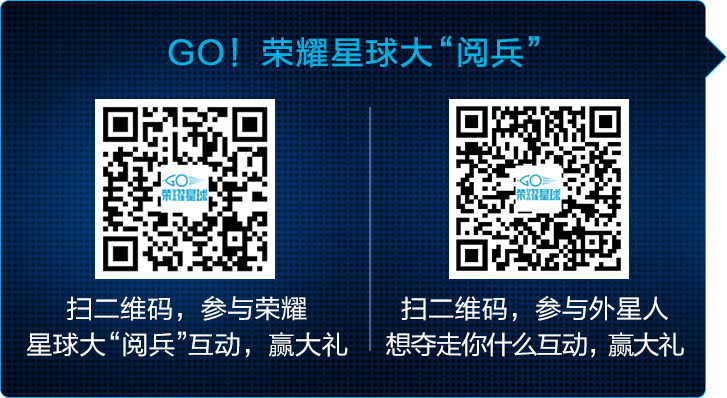 GO！荣耀星球大“阅兵”
GO
荣耀星球
GO
荣耀星球
扫二维码，参与荣耀
星球大“阅兵”互动，赢大礼
扫二维码，参与外星人
想夺走你什么互动，赢大礼